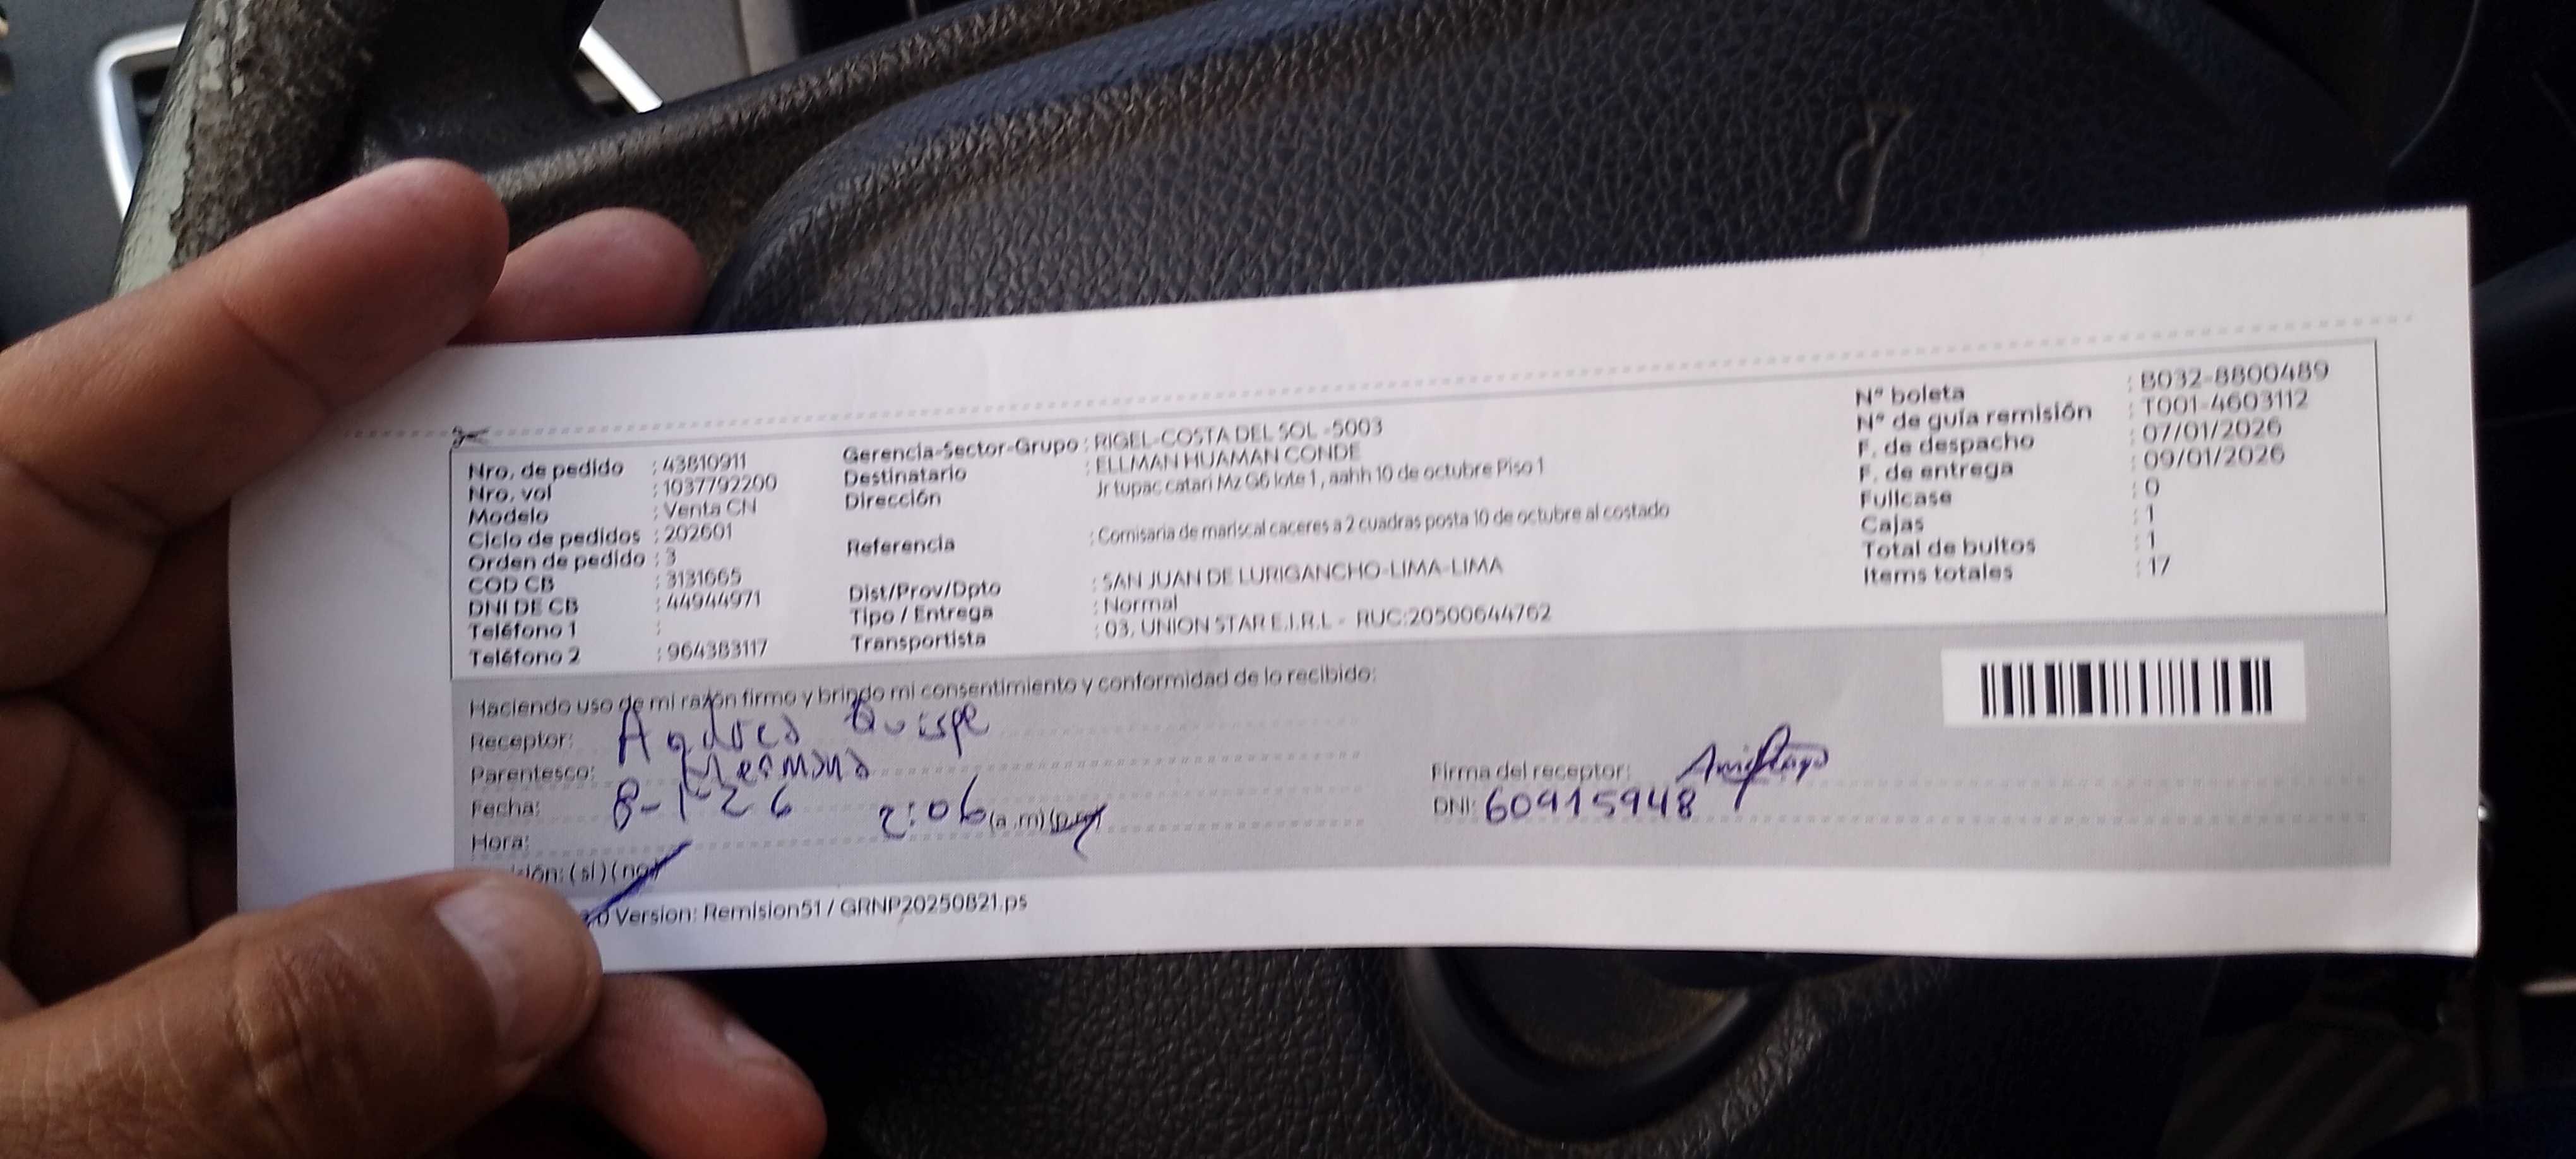 Nro. de pedido : 43810911
Nro. vol : 1037792200
Modelo : Venta CN
Ciclo de pedidos : 202601
Orden de pedido : 3
COD CB : 3131665
DNI DE CB : 44944971
Teléfono 1 :
Teléfono 2 : 964383117
Gerencia-Sector-Grupo : RIGEL-COSTA DEL SOL -5003
Destinatario : ELLMAN HUAMAN CONDE
Dirección Jr tupac catari Mz G6 lote 1, aahh 10 de octubre Piso 1
Referencia : Comisaria de mariscal caceres a 2 cuadras posta 10 de octubre al costado
Dist/Prov/Dpto : SAN JUAN DE LURIGANCHO-LIMA-LIMA
Tipo / Entrega : Normal
Transportista : 03. UNION STAR E.I.R.L - RUC:20500644762
N° boleta : B032-8800489
N° de guía remisión : T001-4603112
F. de despacho : 07/01/2026
F. de entrega : 09/01/2026
Fullcase : 0
Cajas : 1
Total de bultos : 1
Items totales : 17
Haciendo uso de mi razón firmo y brindo mi consentimiento y conformidad de lo recibido:
Receptor: Quispe
Parentesco: Hermana
Fecha: 8-1-26
Hora: 2:06 (a.m) (p.m)
Firma del receptor:
DNI: 60915948
ión: (si) (no)
Version: Remision51 / GRNP20250821.ps